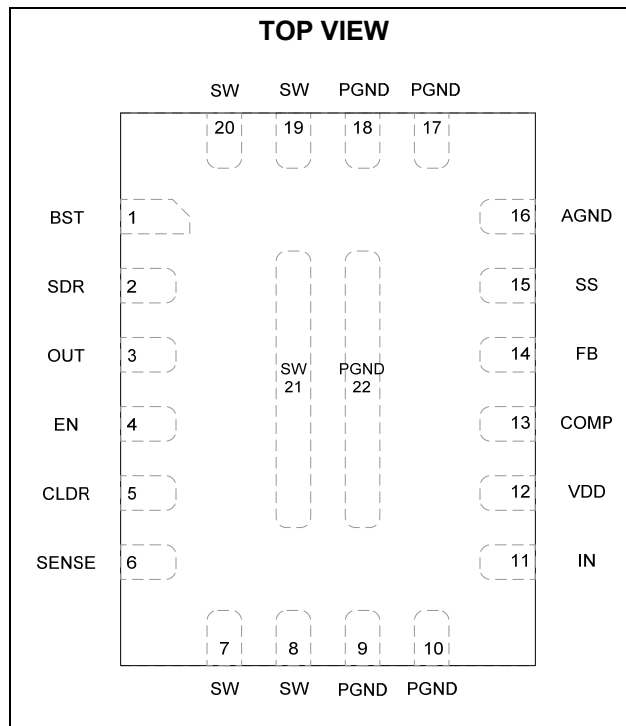 TOP VIEW
SW SW PGND PGND
20 19 18 17
BST 1 16 AGND
SDR 2 15 SS
OUT 3 14 FB
SW PGND
21 22
EN 4 13 COMP
CLDR 5 12 VDD
SENSE 6 11 IN
7 8 9 10
SW SW PGND PGND